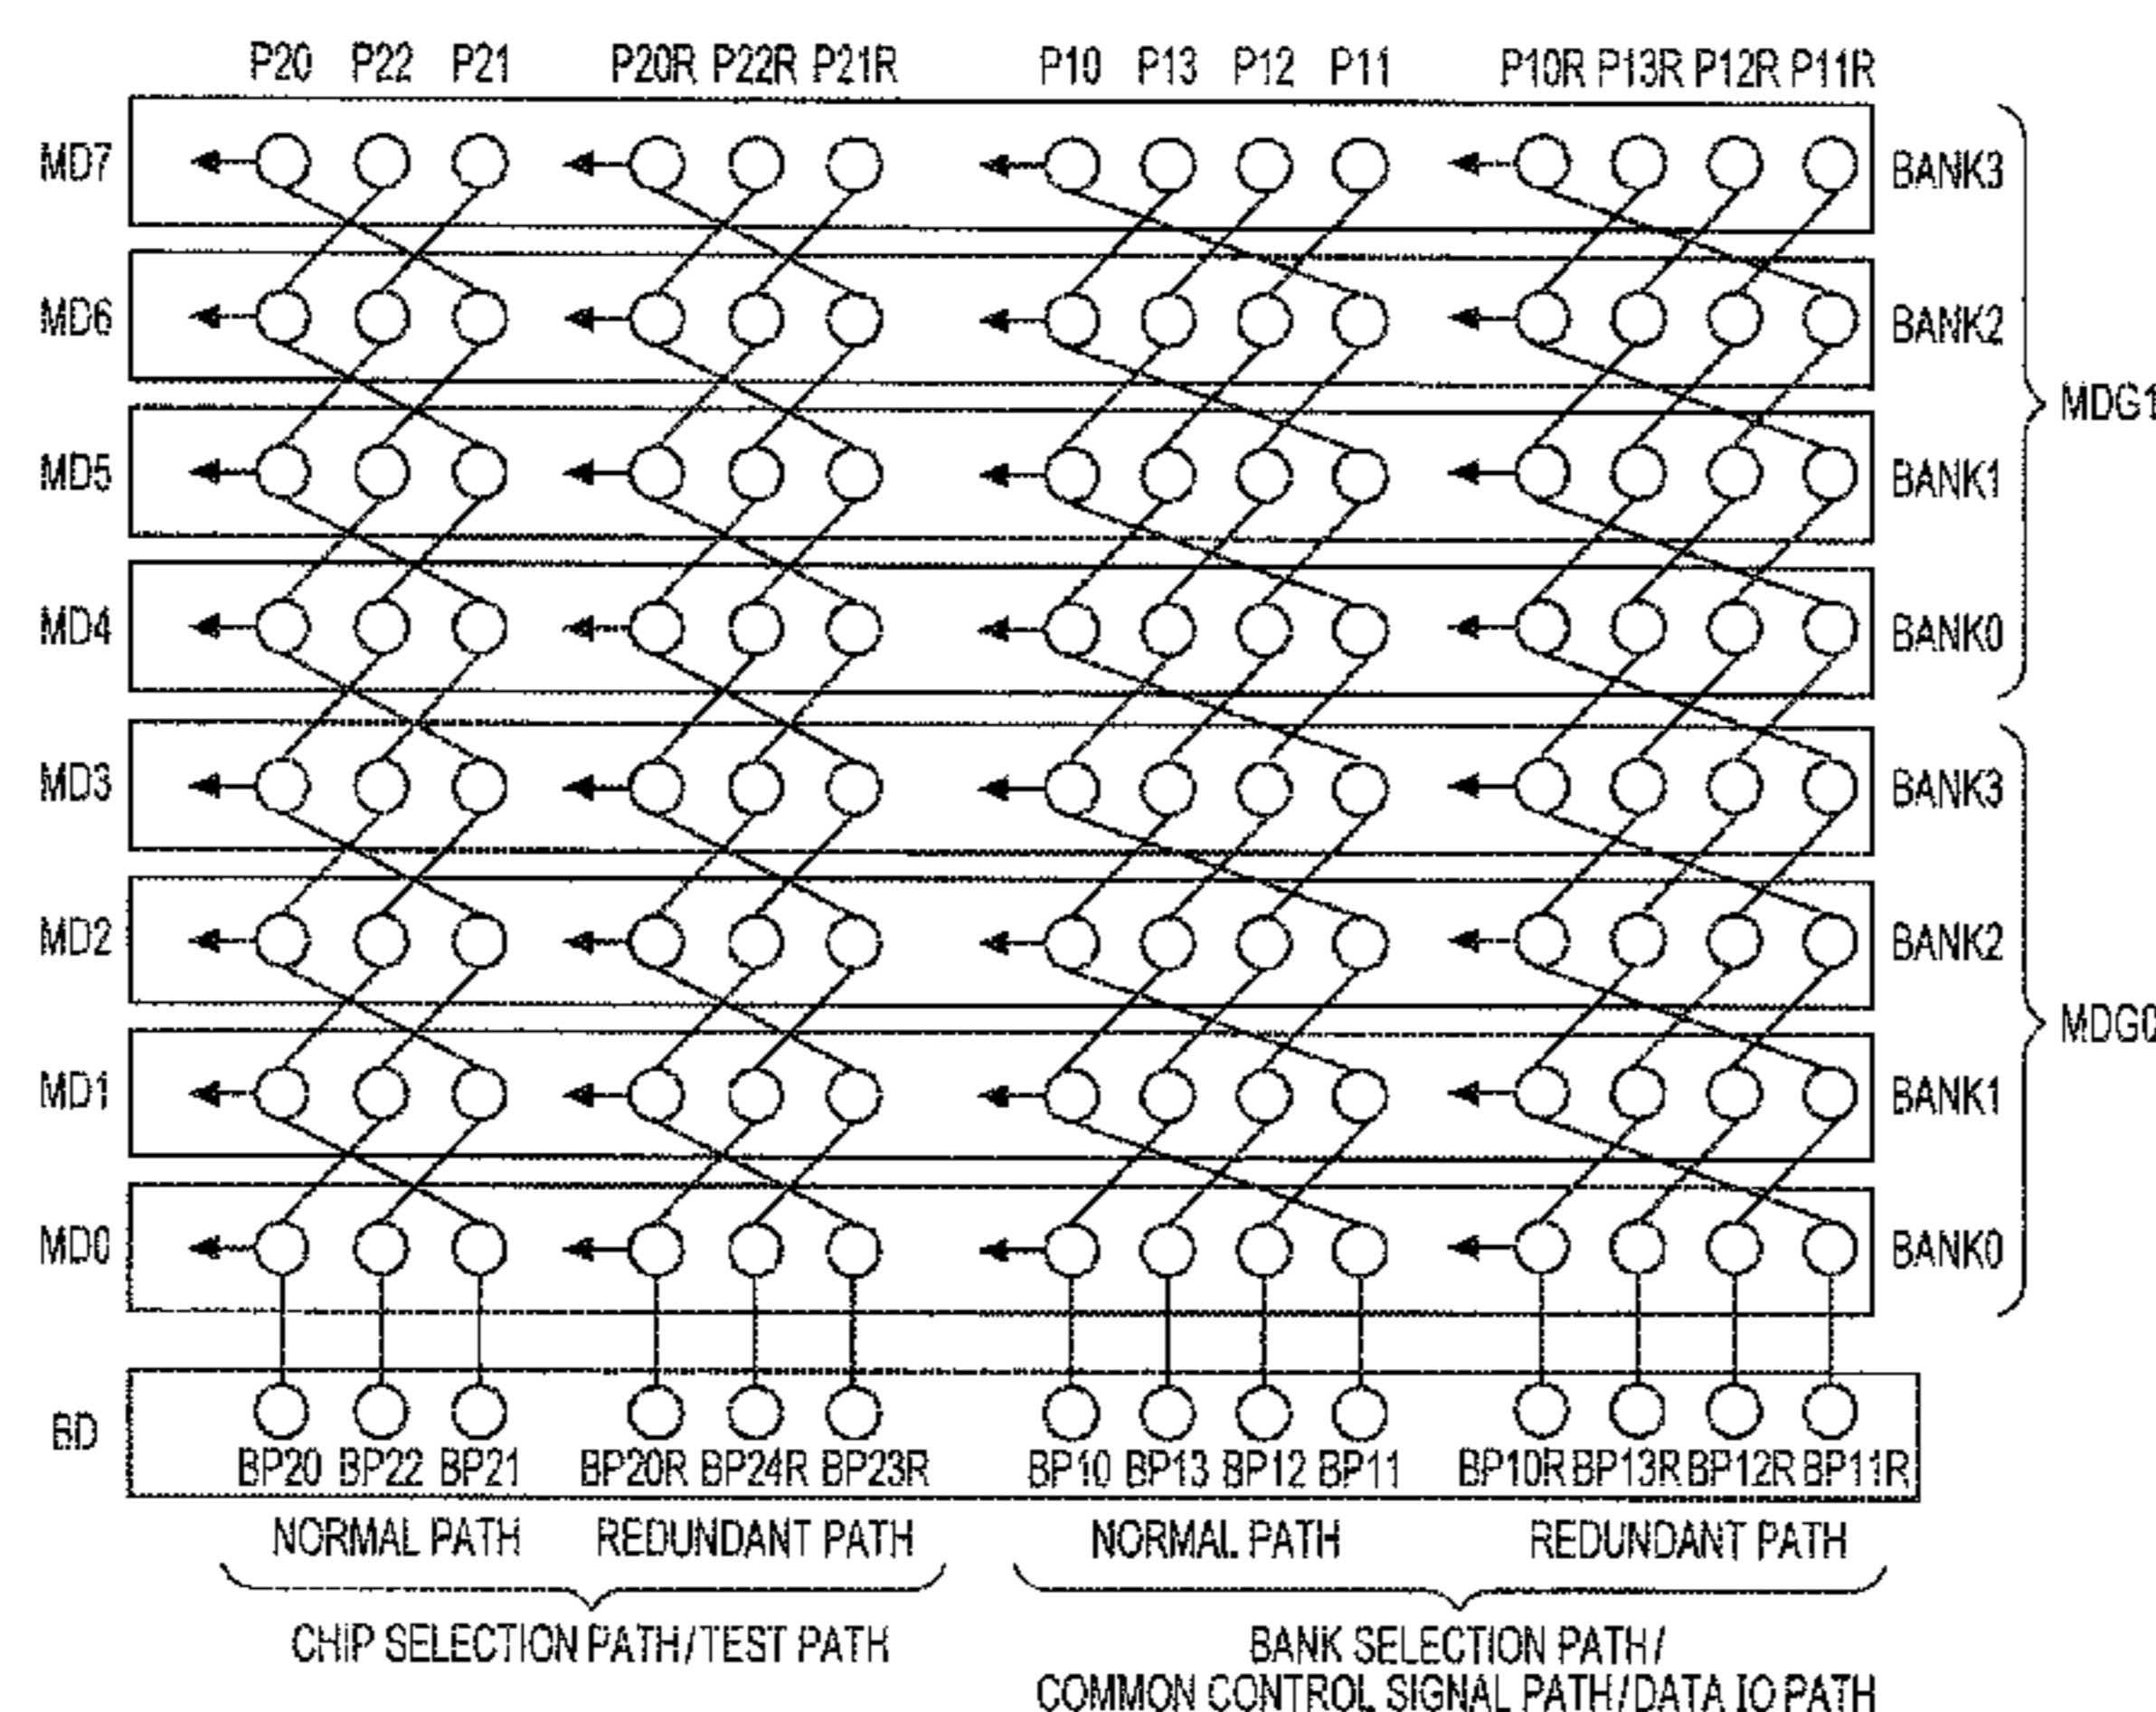 P20 P22 P21 P20R P22R P21R P10 P13 P12 P11 P10R P13R P12R P11R
MD7 BANK3
MD6 BANK2
MDG1
MD5 BANK1
MD4 BANK0
MD3 BANK3
MD2 BANK2
MDG0
MD1 BANK1
MD0 BANK0
BD
BP20 BP22 BP21 BP20R BP24R BP23R BP10 BP13 BP12 BP11 BP10R BP13R BP12R BP11R
NORMAL PATH REDUNDANT PATH NORMAL PATH REDUNDANT PATH
CHIP SELECTION PATH/TEST PATH BANK SELECTION PATH/
COMMON CONTROL SIGNAL PATH/DATA IO PATH